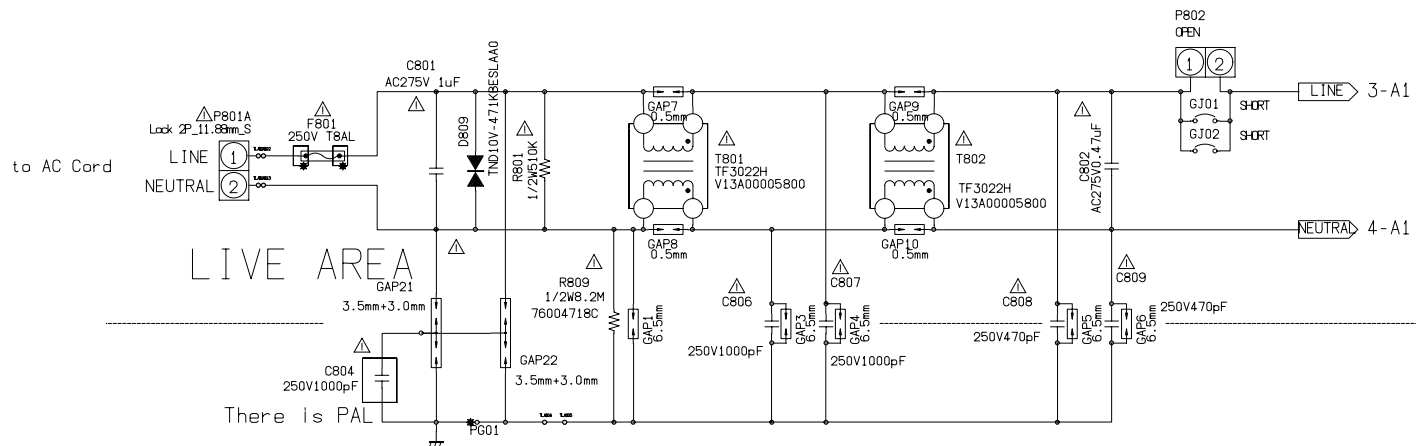 P802
OPEN
1 2
LINE 3-A1
GJ01 SHORT
GJ02 SHORT
C801
AC275V 1uF
D809
TND10V-471KBESLAA0
R801
1/2W510K
GAP7
0.5mm
GAP9
0.5mm
P801A
Lock 2P_11.88mm_S
F801
250V T8AL
to AC Cord
LINE 1
NEUTRAL 2
T801
TF3022H
V13A00005800
T802
TF3022H
V13A00005800
C802
AC275V0.47uF
NEUTRAL 4-A1
GAP8
0.5mm
GAP10
0.5mm
LIVE AREA
GAP21
3.5mm+3.0mm
R809
1/2W8.2M
76004718C
GAP1
6.5mm
C806
250V1000pF
GAP3
6.5mm
C807
250V1000pF
GAP4
6.5mm
C808
250V470pF
GAP5
6.5mm
C809
250V470pF
GAP6
6.5mm
C804
250V1000pF
GAP22
3.5mm+3.0mm
There is PAL
PG01